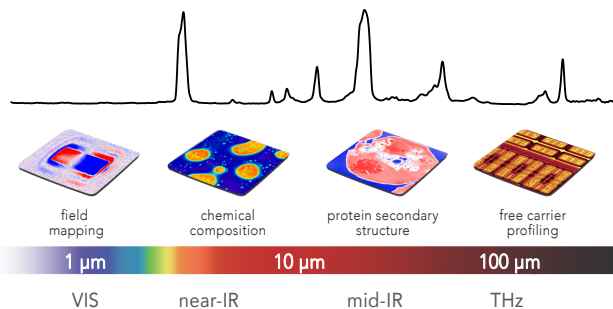 field
mapping
chemical
composition
protein secondary
structure
free carrier
profiling
1 µm
10 µm
100 µm
VIS
near-IR
mid-IR
THz